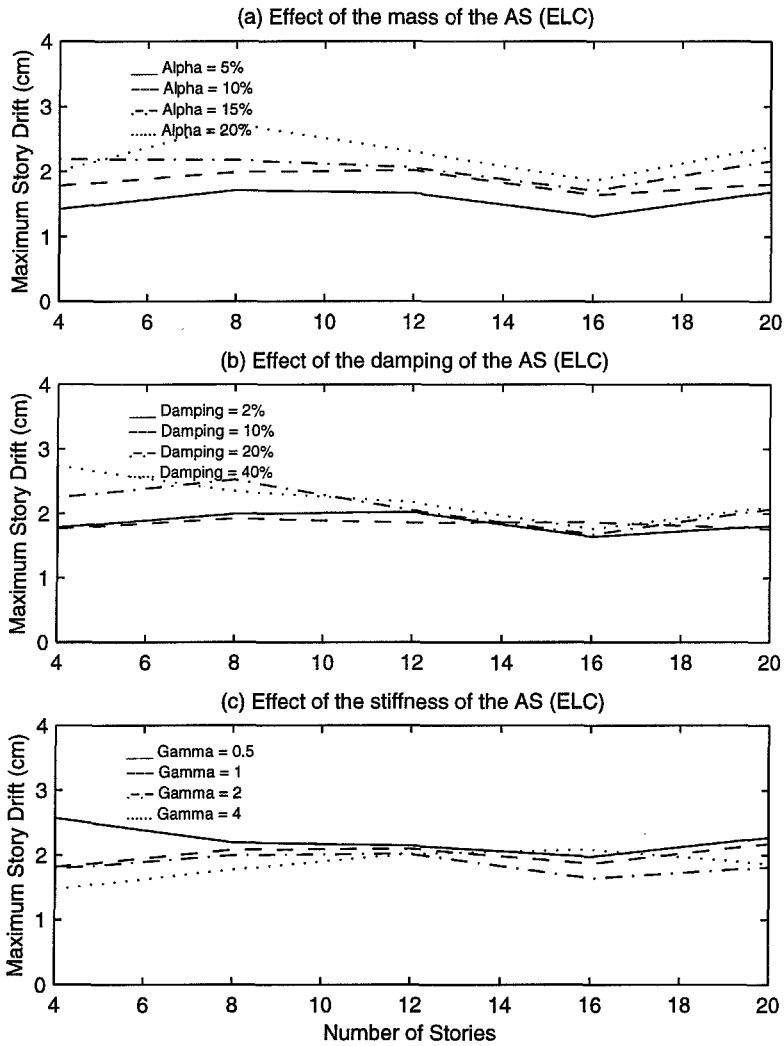 (a) Effect of the mass of the AS (ELC)
Maximum Story Drift (cm)
4
3
2
1
0
Alpha = 5%
Alpha = 10%
Alpha = 15%
Alpha = 20%
4 6 8 10 12 14 16 18 20
(b) Effect of the damping of the AS (ELC)
Maximum Story Drift (cm)
4
3
2
1
0
Damping = 2%
Damping = 10%
Damping = 20%
Damping = 40%
4 6 8 10 12 14 16 18 20
(c) Effect of the stiffness of the AS (ELC)
Maximum Story Drift (cm)
4
3
2
1
0
Gamma = 0.5
Gamma = 1
Gamma = 2
Gamma = 4
4 6 8 10 12 14 16 18 20
Number of Stories